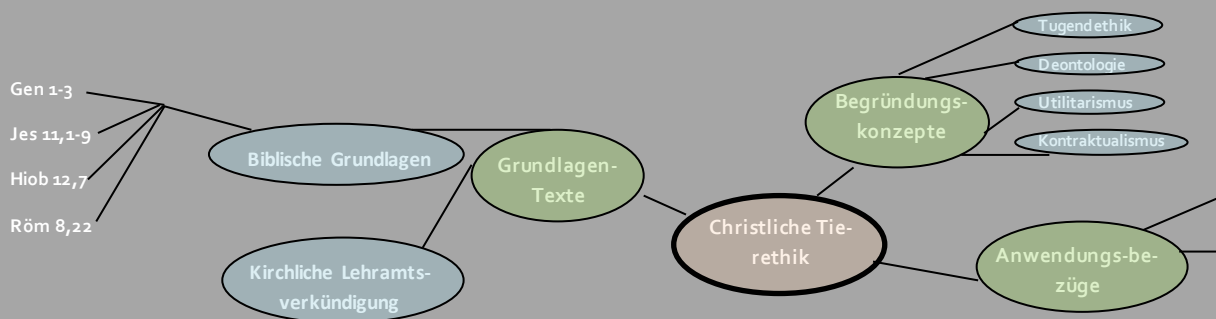 Gen 1-3
Jes 11,1-9
Hiob 12,7
Röm 8,22
Biblische Grundlagen
Kirchliche Lehramts-
verkündigung
Grundlagen-
Texte
Christliche Tie-
rethik
Begründungs-
konzepte
Tugendethik
Deontologie
Utilitarismus
Kontraktualismus
Anwendungs-be-
züge